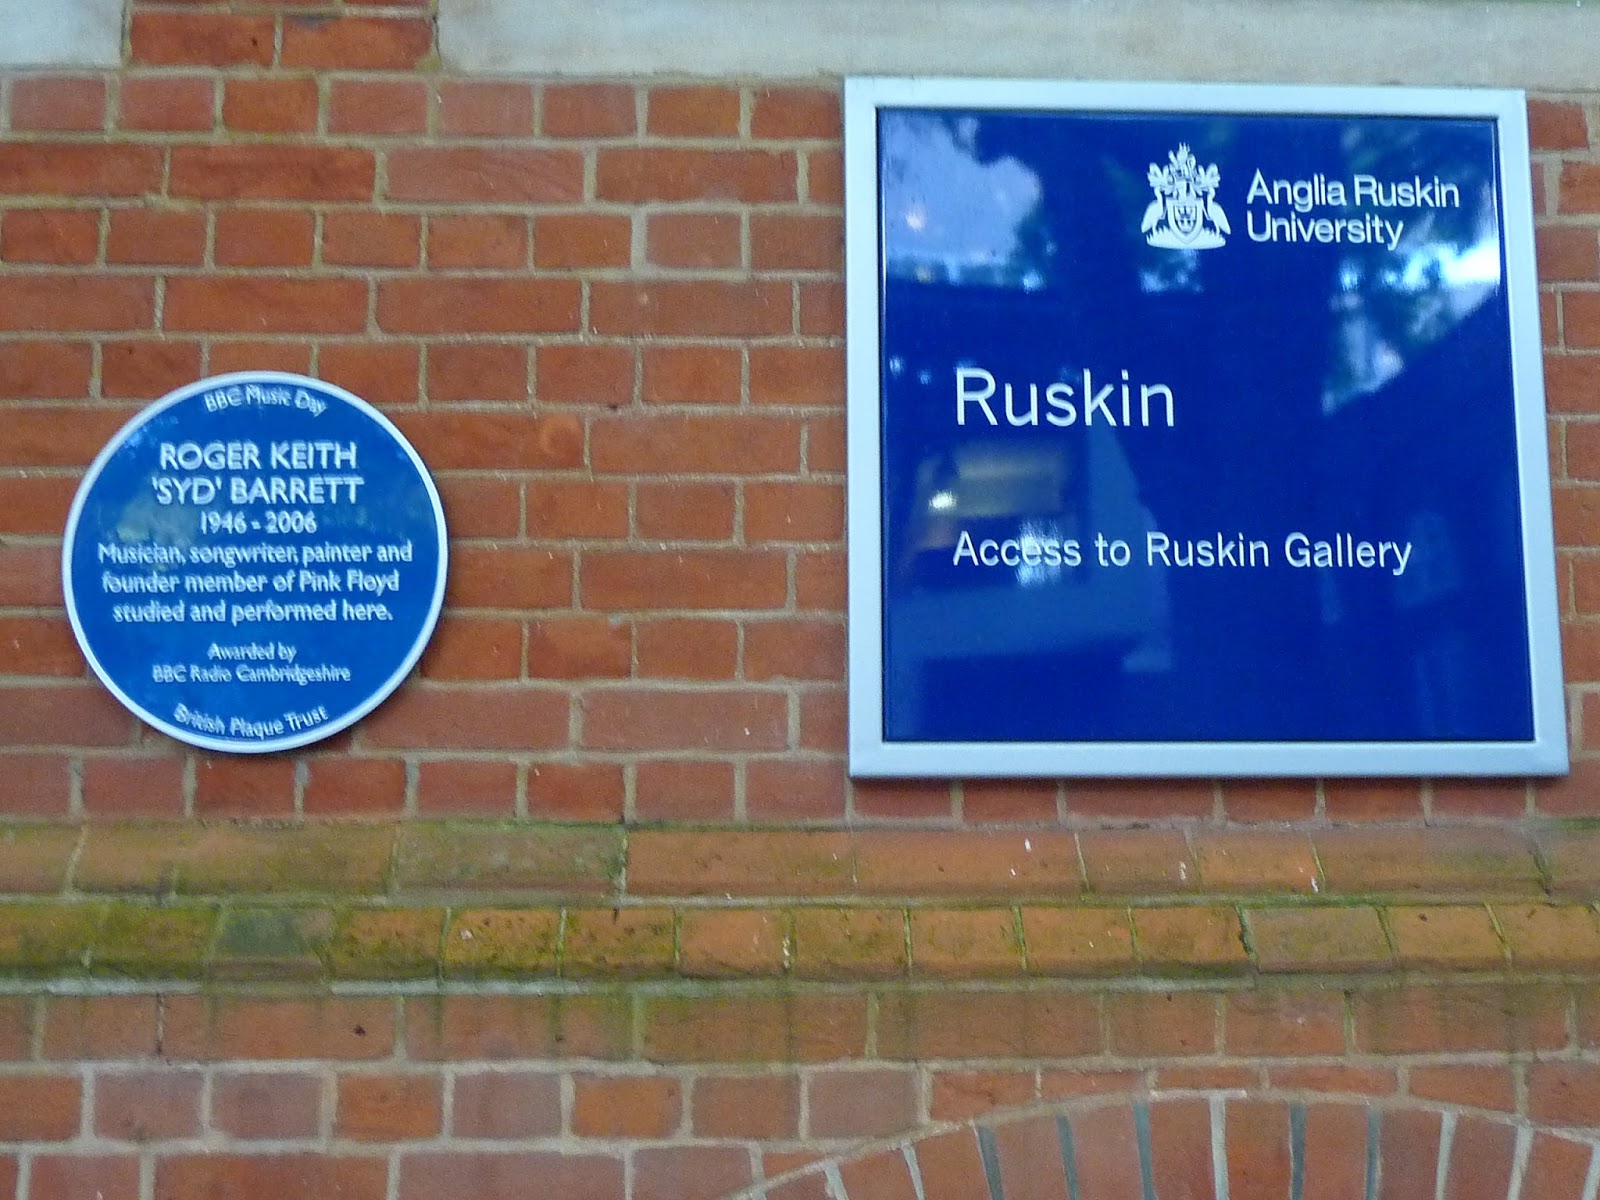 BBC Music Day
ROGER KEITH
'SYD' BARRETT
1946 - 2006
Musician, songwriter, painter and
founder member of Pink Floyd
studied and performed here.
Awarded by
BBC Radio Cambridgeshire
British Plaque Trust
Anglia Ruskin
University
Ruskin
Access to Ruskin Gallery